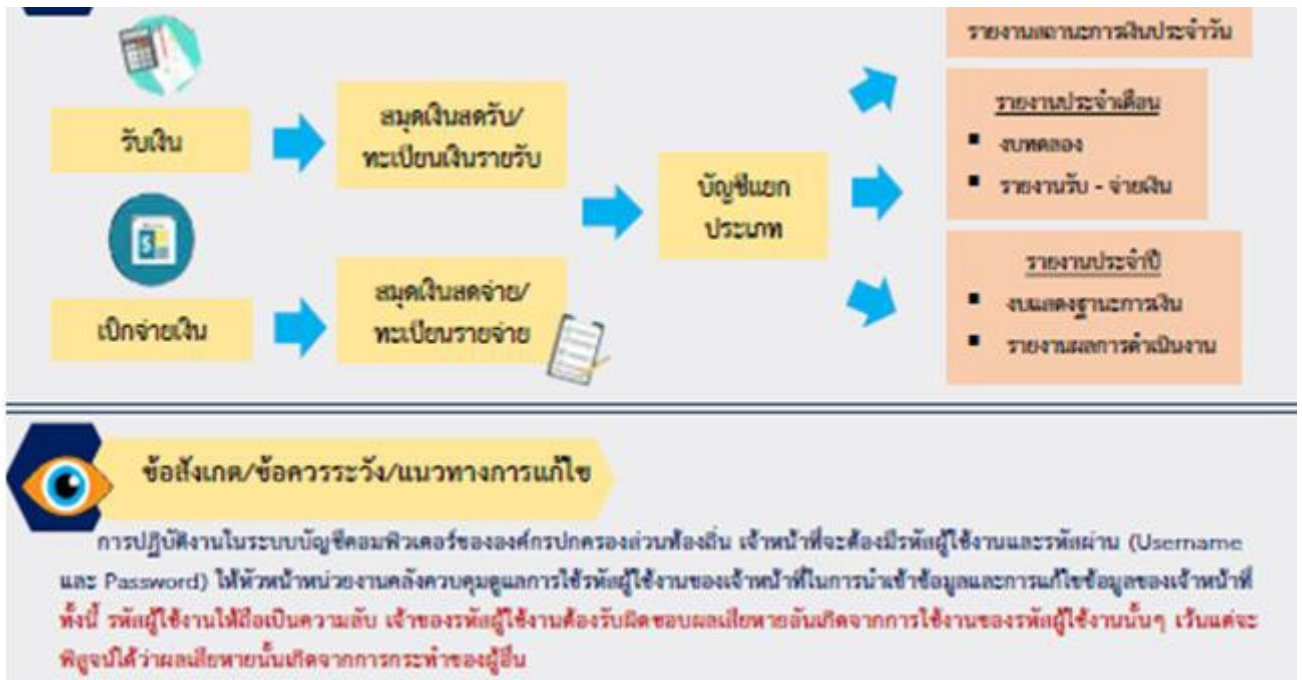 รายงานสถานะการเงินประจำวัน
รับเงิน
สมุดเงินสดรับ/
ทะเบียนเงินรายรับ
รายงานประจำเดือน
▪ งบทดลอง
▪ รายงานรับ - จ่ายเงิน
บัญชีแยก
ประเภท
เบิกจ่ายเงิน
สมุดเงินสดจ่าย/
ทะเบียนรายจ่าย
รายงานประจำปี
▪ งบแสดงฐานะการเงิน
▪ รายงานผลการดำเนินงาน
ข้อสังเกต/ข้อควรระวัง/แนวทางการแก้ไข
การปฏิบัติงานในระบบบัญชีคอมพิวเตอร์ขององค์กรปกครองส่วนท้องถิ่น เจ้าหน้าที่จะต้องมีรหัสผู้ใช้งานและรหัสผ่าน (Username
และ Password) ให้หัวหน้าหน่วยงานคลังควบคุมดูแลการใช้รหัสผู้ใช้งานของเจ้าหน้าที่ในการนำเข้าข้อมูลและการแก้ไขข้อมูลของเจ้าหน้าที่
ทั้งนี้ รหัสผู้ใช้งานให้ถือเป็นความลับ เจ้าของรหัสผู้ใช้งานต้องรับผิดชอบผลเสียหายอันเกิดจากการใช้งานของรหัสผู้ใช้งานนั้นๆ เว้นแต่จะ
พิสูจน์ได้ว่าผลเสียหายนั้นเกิดจากการกระทำของผู้อื่น